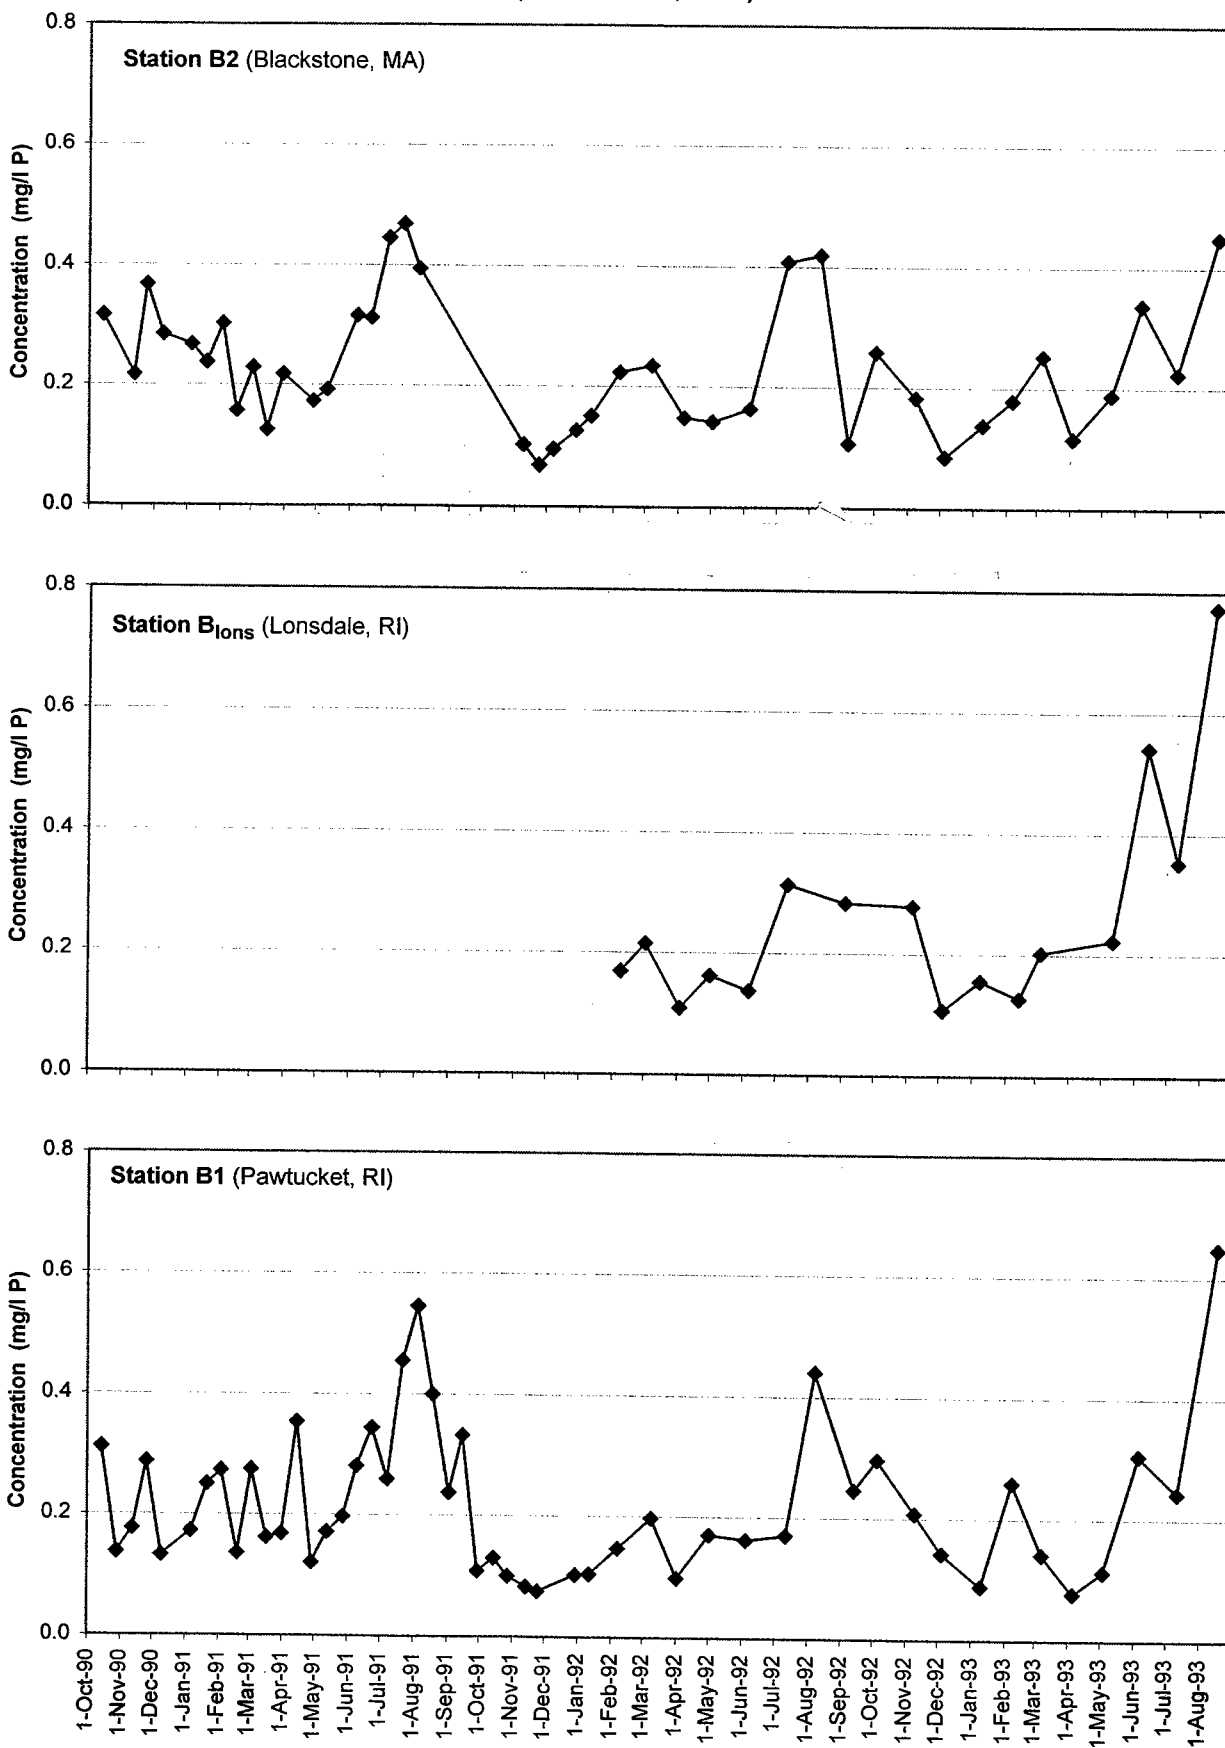 0.8
Station B2 (Blackstone, MA)
0.6
0.4
0.2
0.0
Concentration (mg/l P)
0.8
Station Blons (Lonsdale, RI)
0.6
0.4
0.2
0.0
Concentration (mg/l P)
0.8
Station B1 (Pawtucket, RI)
0.6
0.4
0.2
0.0
Concentration (mg/l P)
1-Oct-90
1-Nov-90
1-Dec-90
1-Jan-91
1-Feb-91
1-Mar-91
1-Apr-91
1-May-91
1-Jun-91
1-Jul-91
1-Aug-91
1-Sep-91
1-Oct-91
1-Nov-91
1-Dec-91
1-Jan-92
1-Feb-92
1-Mar-92
1-Apr-92
1-May-92
1-Jun-92
1-Jul-92
1-Aug-92
1-Sep-92
1-Oct-92
1-Nov-92
1-Dec-92
1-Jan-93
1-Feb-93
1-Mar-93
1-Apr-93
1-May-93
1-Jun-93
1-Jul-93
1-Aug-93